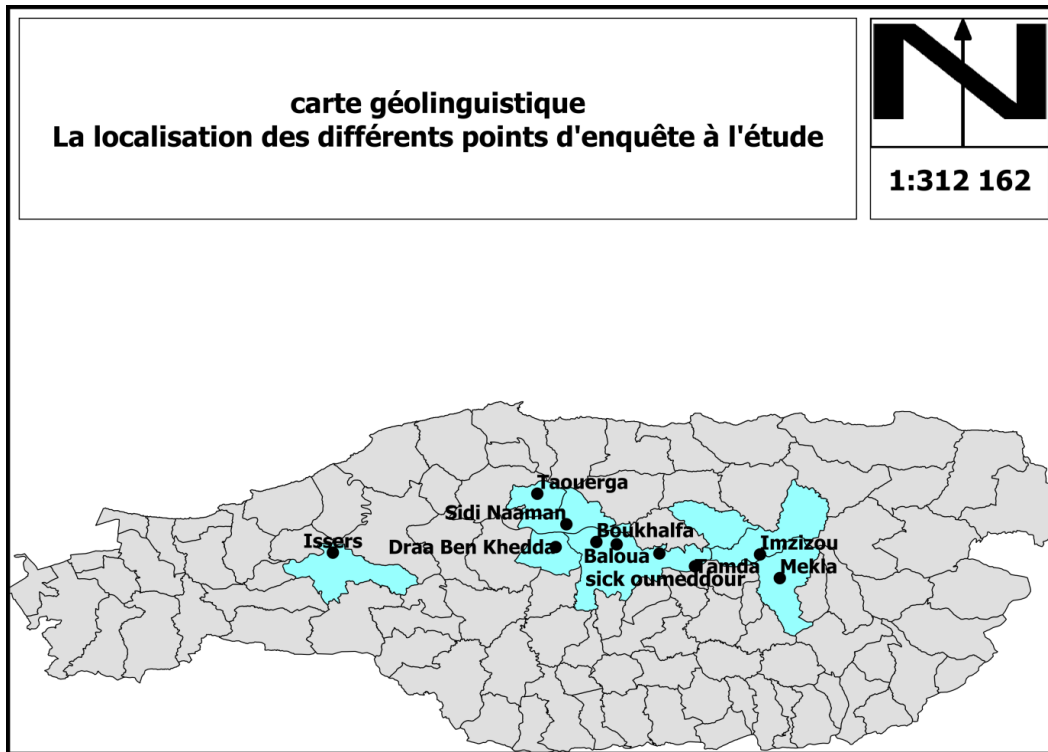 carte géolinguistique
La localisation des différents points d'enquête à l'étude
N
1:312 162
Taouerga
Sidi Naaman
Boukhalfa
Issers
Draa Ben Khedda
Baloua
Imzizou
sick oumeddour
Tamda
Mekla